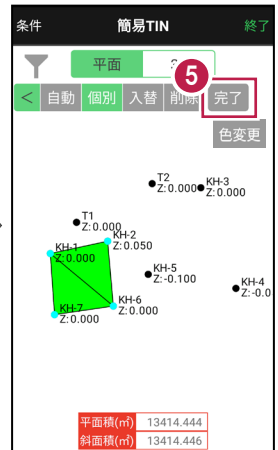 条件 簡易TIN 終了
平面
5
< 自動 個別 入替 削除 完了
色変更
T2
Z:0.000
KH-3
Z:0.000
T1
Z:0.000
KH-2
Z:0.050
KH-1
Z:0.000
KH-5
Z:-0.100
KH-4
Z:-0.0
KH-6
Z:0.000
KH-7
Z:0.000
平面積(㎡) 13414.444
斜面積(㎡) 13414.446